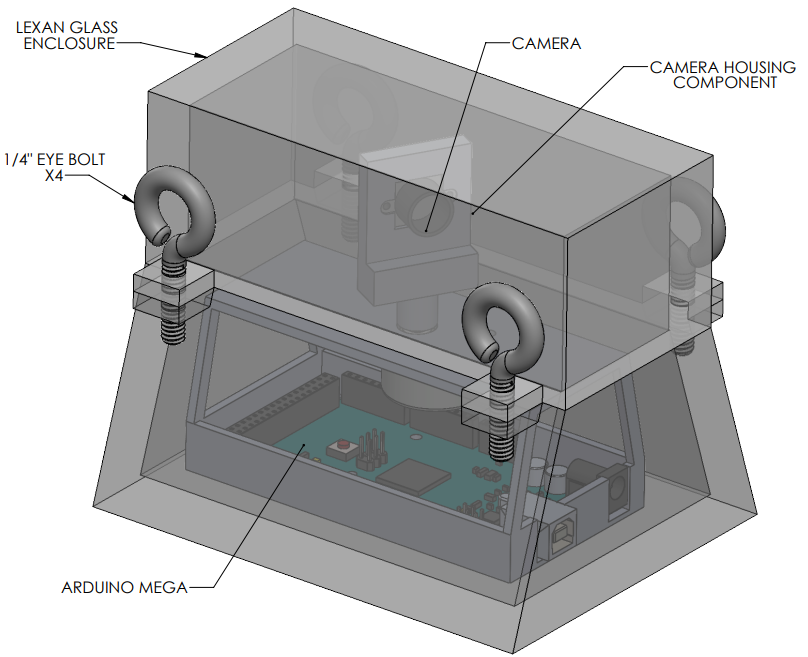 LEXAN GLASS
ENCLOSURE
CAMERA
CAMERA HOUSING
COMPONENT
1/4" EYE BOLT
X4
ARDUINO MEGA